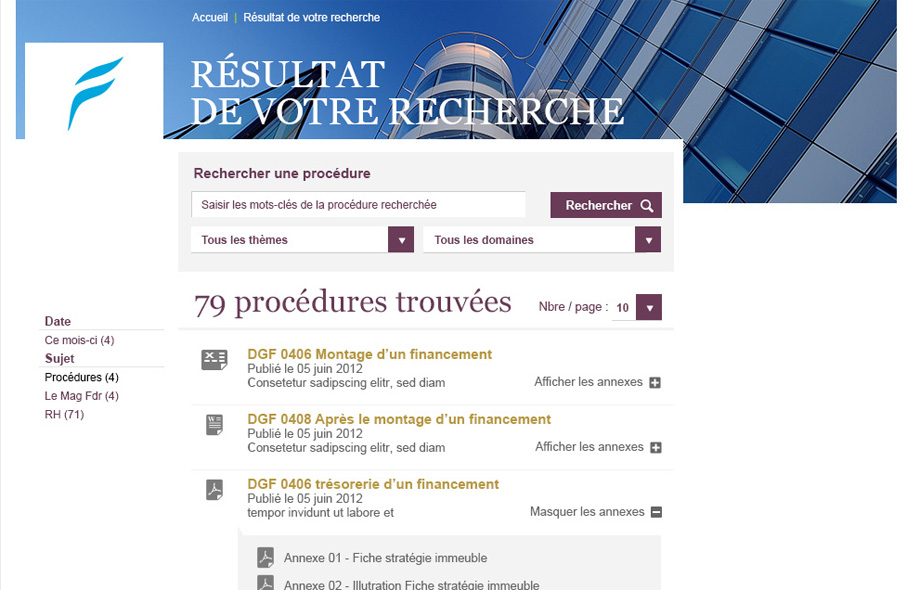 Accueil | Résultat de votre recherche
RÉSULTAT
DE VOTRE RECHERCHE
Rechercher une procédure
Saisir les mots-clés de la procédure recherchée
Rechercher
Tous les thèmes
Tous les domaines
79 procédures trouvées
Nbre / page : 10
Date
Ce mois-ci (4)
Sujet
Procédures (4)
Le Mag Fdr (4)
RH (71)
DGF 0406 Montage d'un financement
Publié le 05 juin 2012
Consetetur sadipscing elitr, sed diam
Afficher les annexes
DGF 0408 Après le montage d'un financement
Publié le 05 juin 2012
Consetetur sadipscing elitr, sed diam
Afficher les annexes
DGF 0406 trésorerie d'un financement
Publié le 05 juin 2012
tempor invidunt ut labore et
Masquer les annexes
Annexe 01 - Fiche stratégie immeuble
Annexe 02 - Illutration Fiche stratégie immeuble